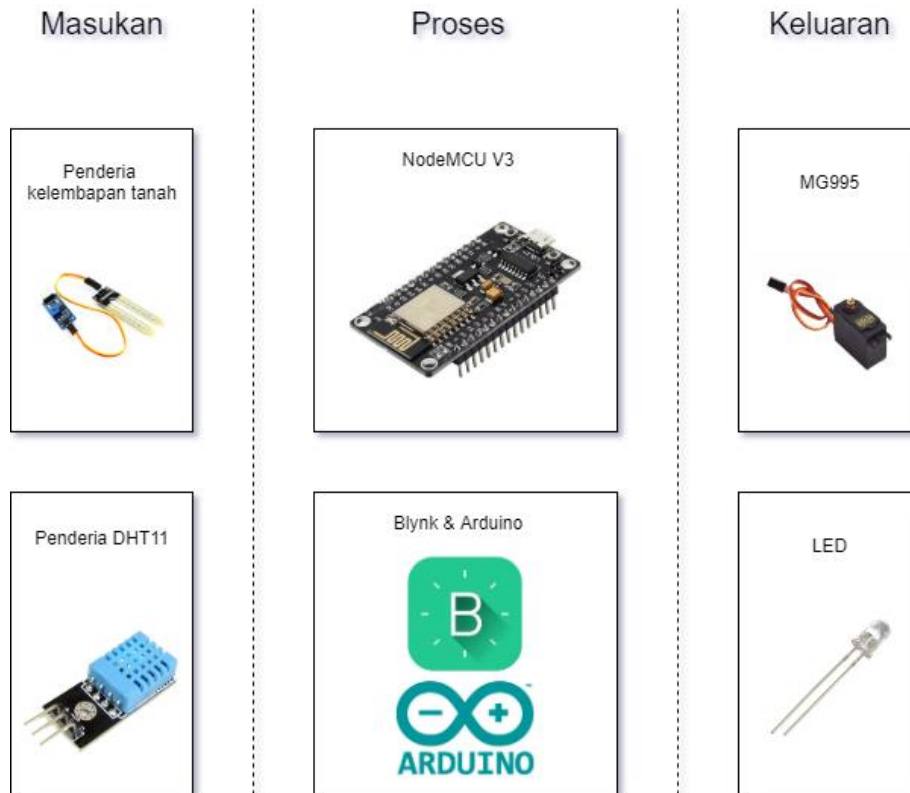 Masukan
Proses
Keluaran
Penderia
kelembapan tanah
NodeMCU V3
MG995
Penderia DHT11
Blynk & Arduino
B
ARDUINO
LED